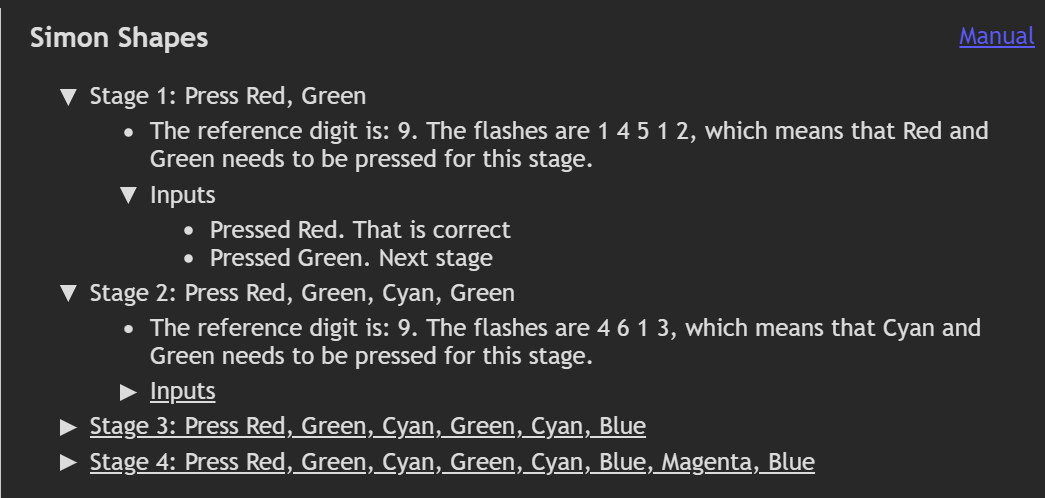 Simon Shapes
Manual
▼ Stage 1: Press Red, Green
• The reference digit is: 9. The flashes are 1 4 5 1 2, which means that Red and
Green needs to be pressed for this stage.
▼ Inputs
• Pressed Red. That is correct
• Pressed Green. Next stage
▼ Stage 2: Press Red, Green, Cyan, Green
• The reference digit is: 9. The flashes are 4 6 1 3, which means that Cyan and
Green needs to be pressed for this stage.
▶ Inputs
▶ Stage 3: Press Red, Green, Cyan, Green, Cyan, Blue
▶ Stage 4: Press Red, Green, Cyan, Green, Cyan, Blue, Magenta, Blue